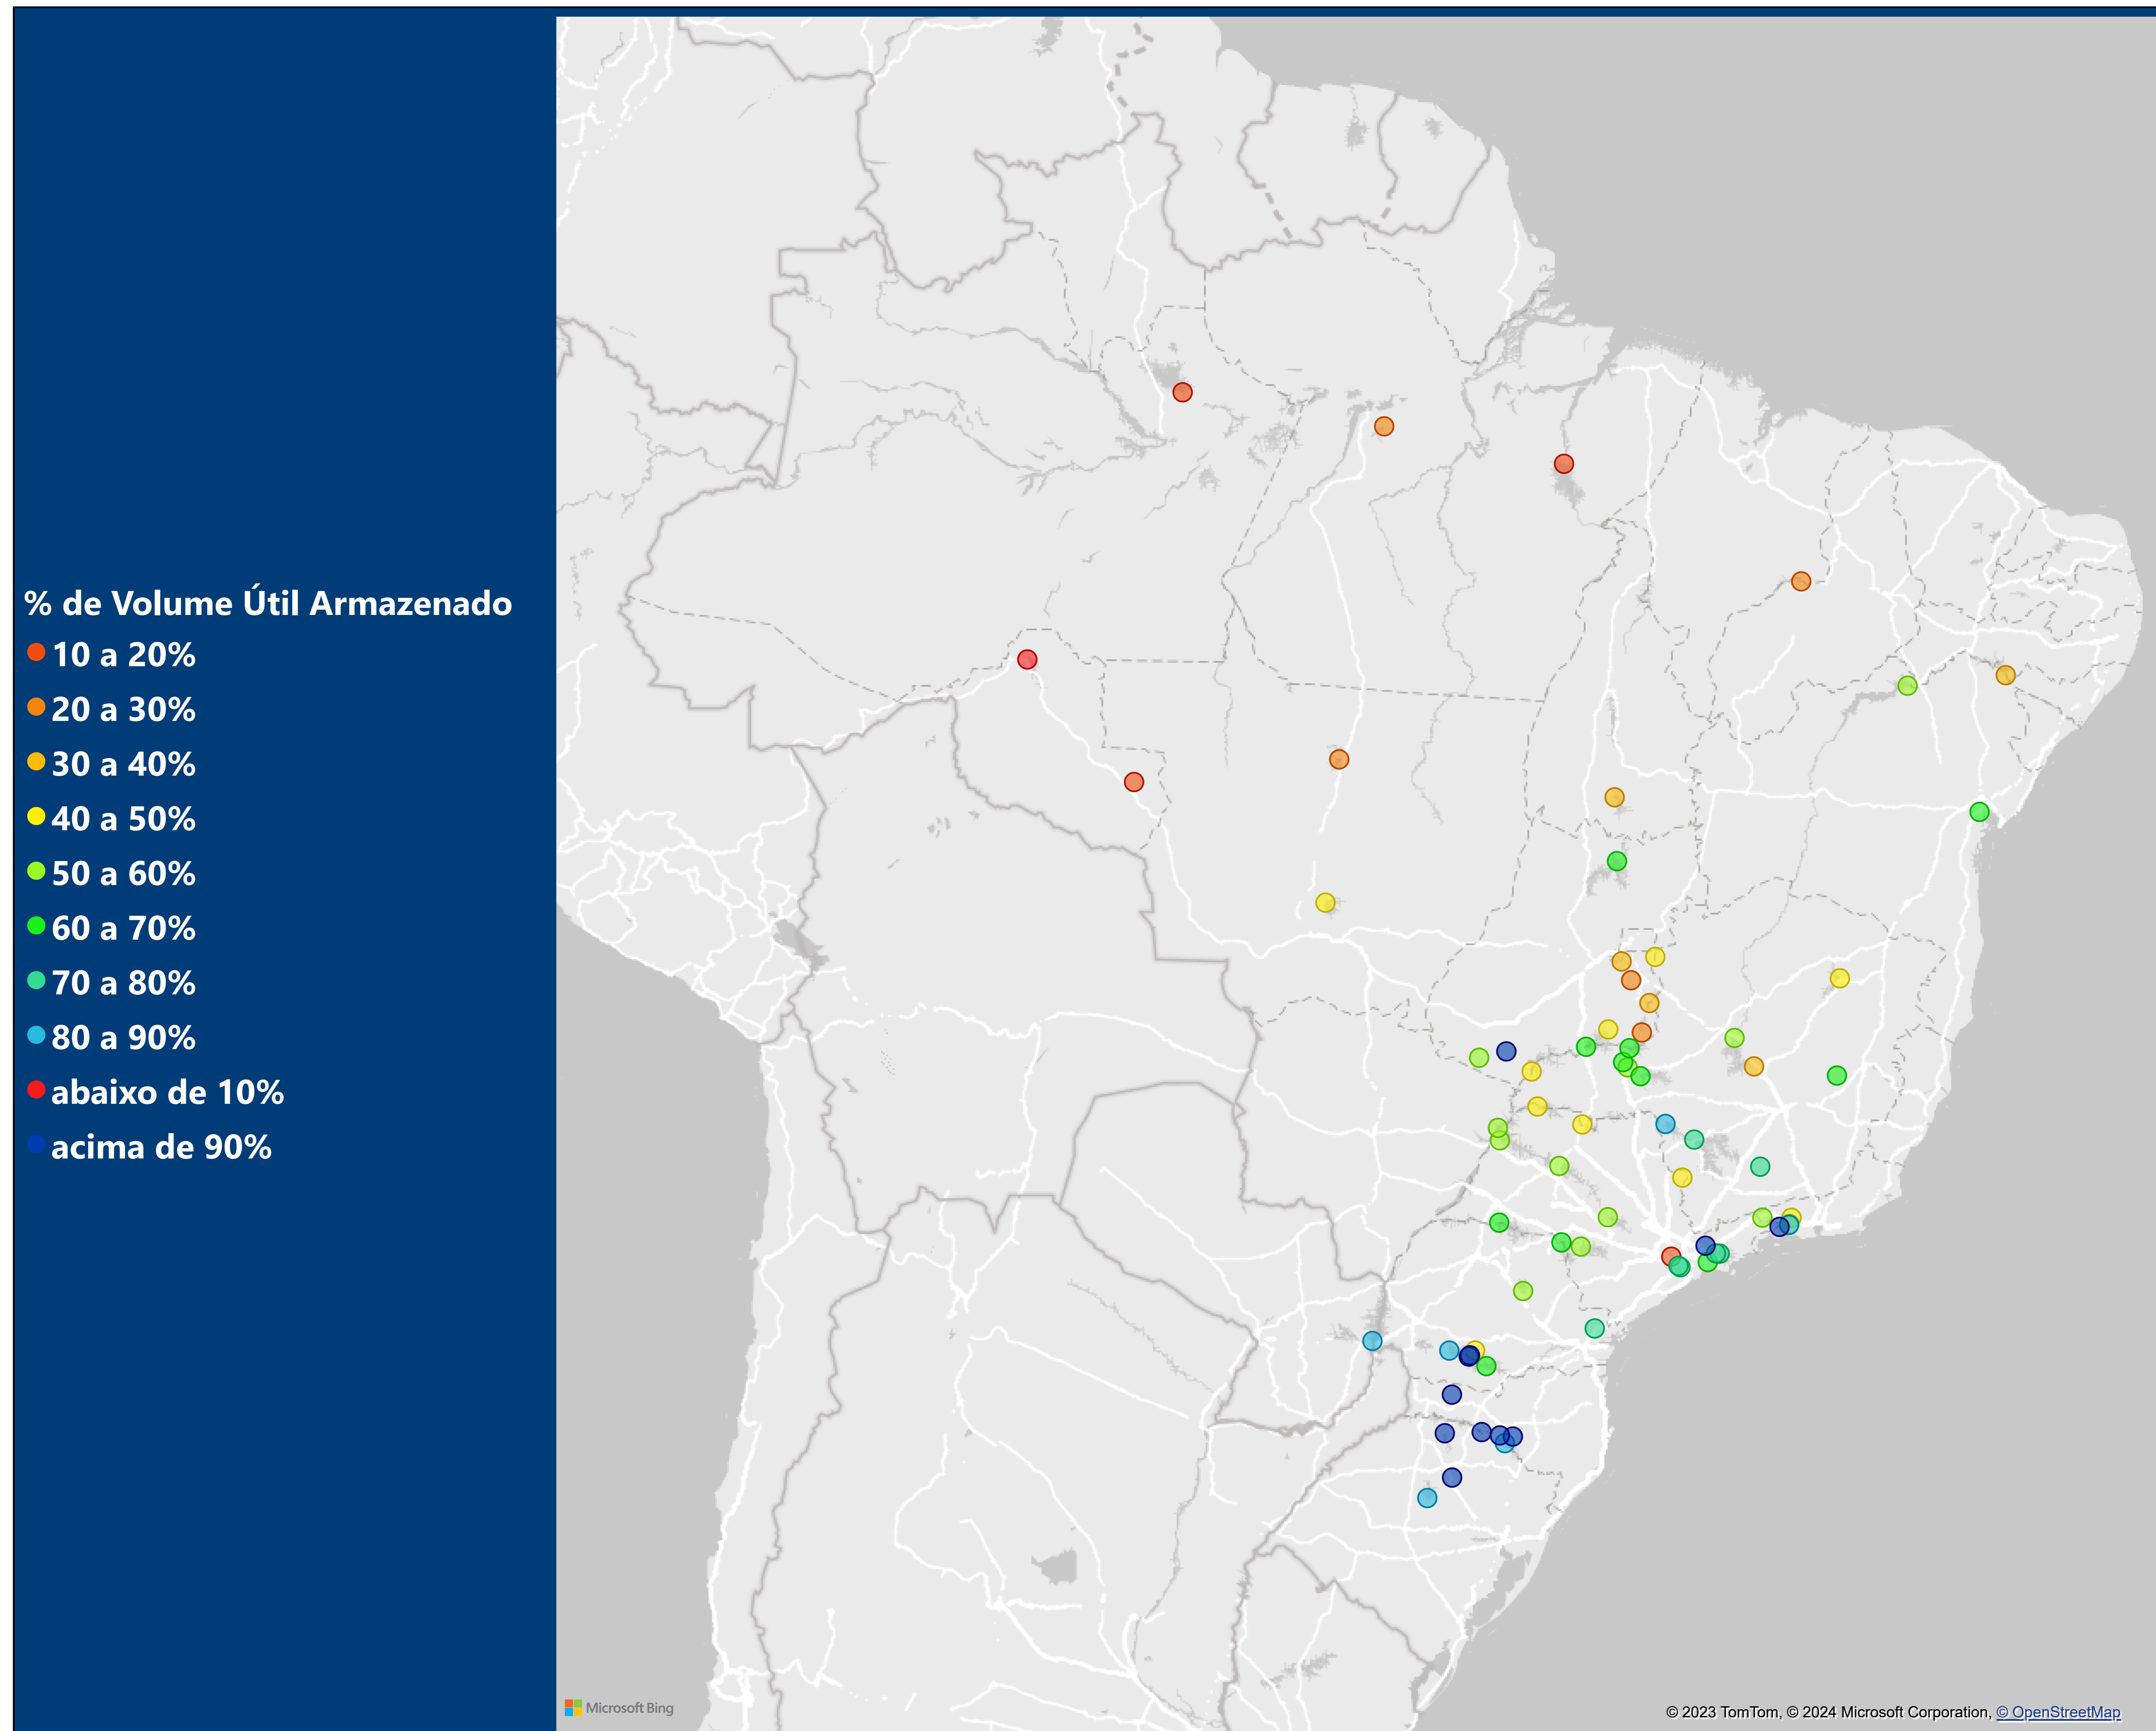 % de Volume Útil Armazenado
10 a 20%
20 a 30%
30 a 40%
40 a 50%
50 a 60%
60 a 70%
70 a 80%
80 a 90%
abaixo de 10%
acima de 90%
Microsoft Bing
© 2023 TomTom, © 2024 Microsoft Corporation, © OpenStreetMap